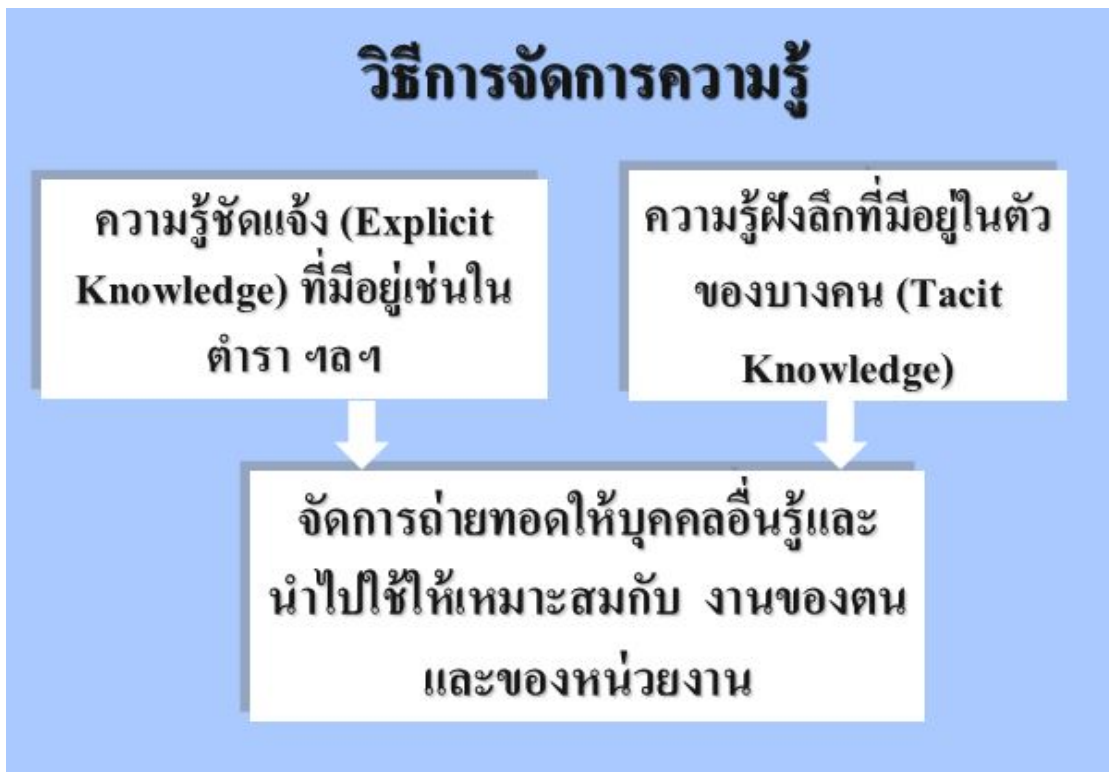 วิธีการจัดการความรู้
ความรู้ชัดแจ้ง (Explicit
Knowledge) ที่มีอยู่เช่นใน
ตำรา ฯลฯ
ความรู้ฝังลึกที่มีอยู่ในตัว
ของบางคน (Tacit
Knowledge)
จัดการถ่ายทอดให้บุคคลอื่นรู้และ
นำไปใช้ให้เหมาะสมกับ งานของตน
และของหน่วยงาน